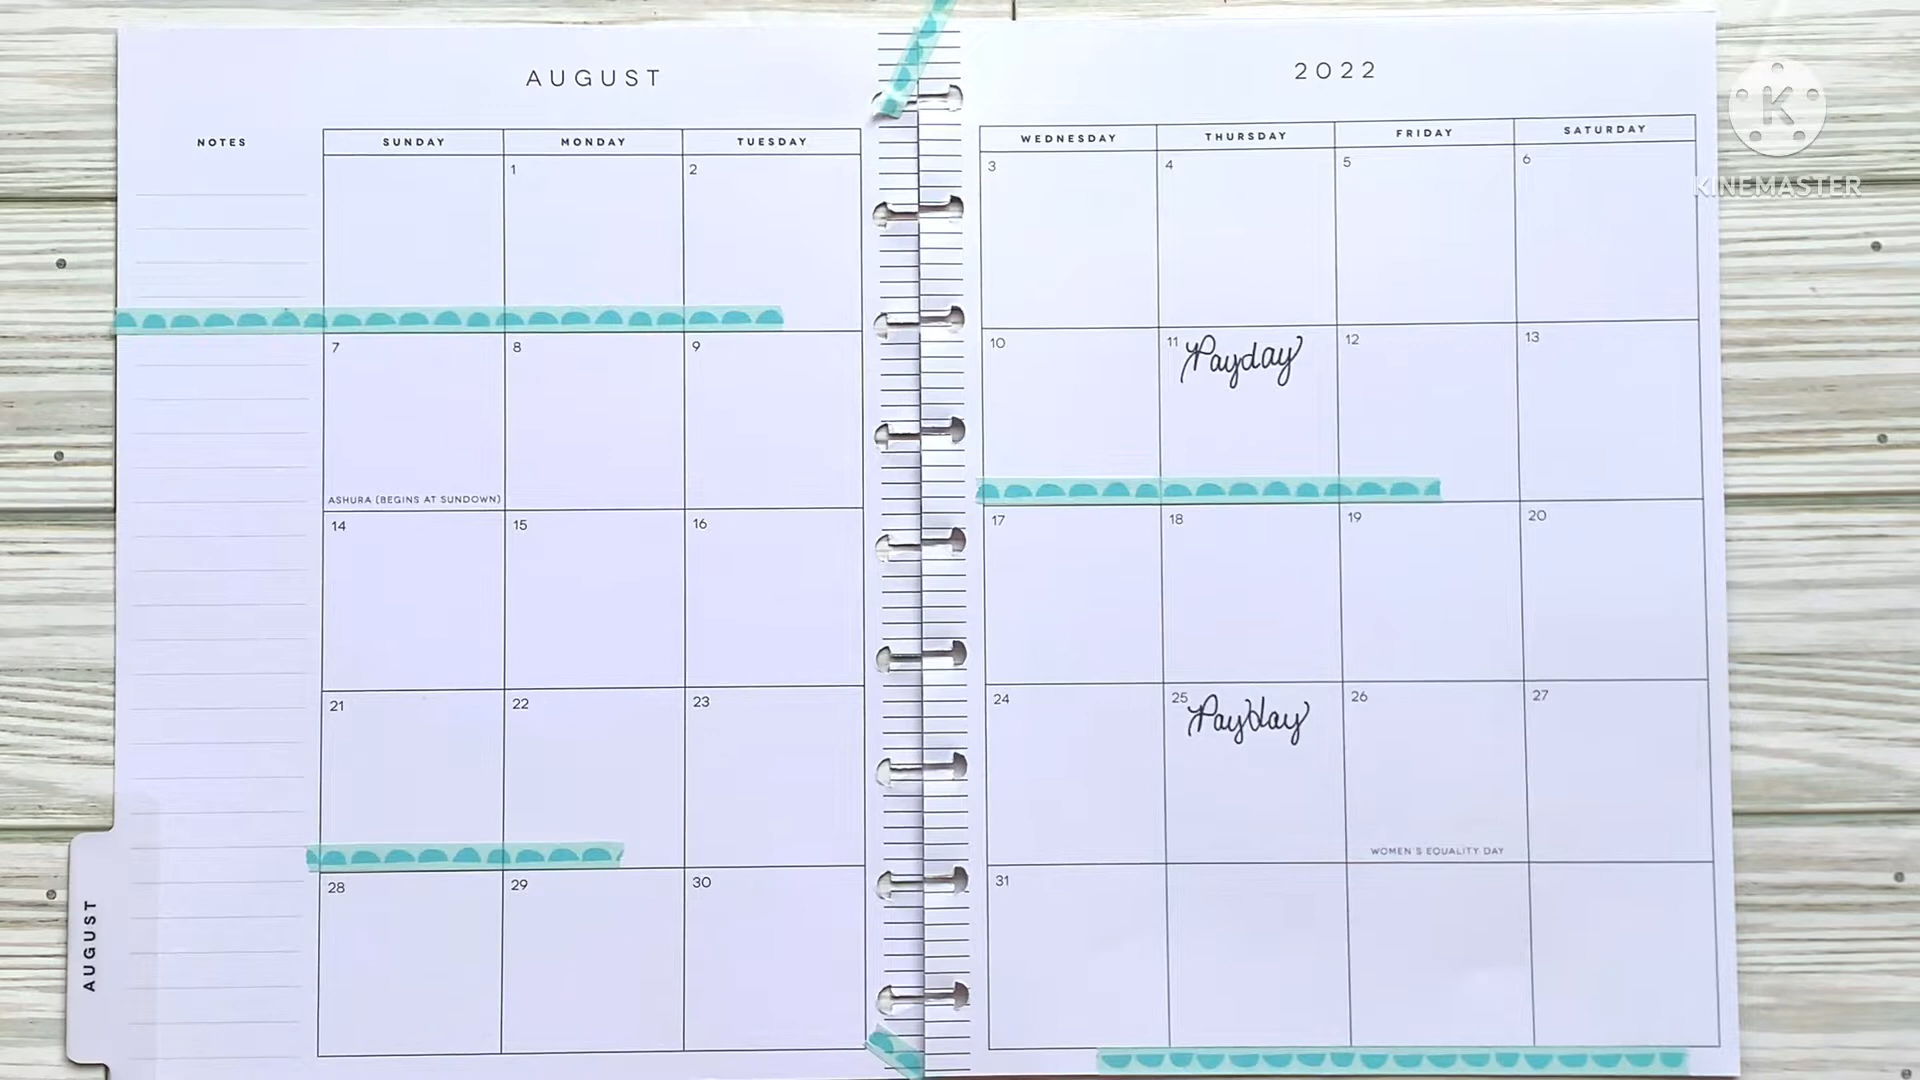 AUGUST
2022
NOTES
SUNDAY MONDAY TUESDAY WEDNESDAY THURSDAY FRIDAY SATURDAY
1 2 3 4 5 6
7 8 9 10 11 Payday 12 13
ASHURA (BEGINS AT SUNDOWN)
14 15 16 17 18 19 20
21 22 23 24 25 Payday 26 27
WOMEN'S EQUALITY DAY
28 29 30 31
AUGUST
K
KINEMASTER